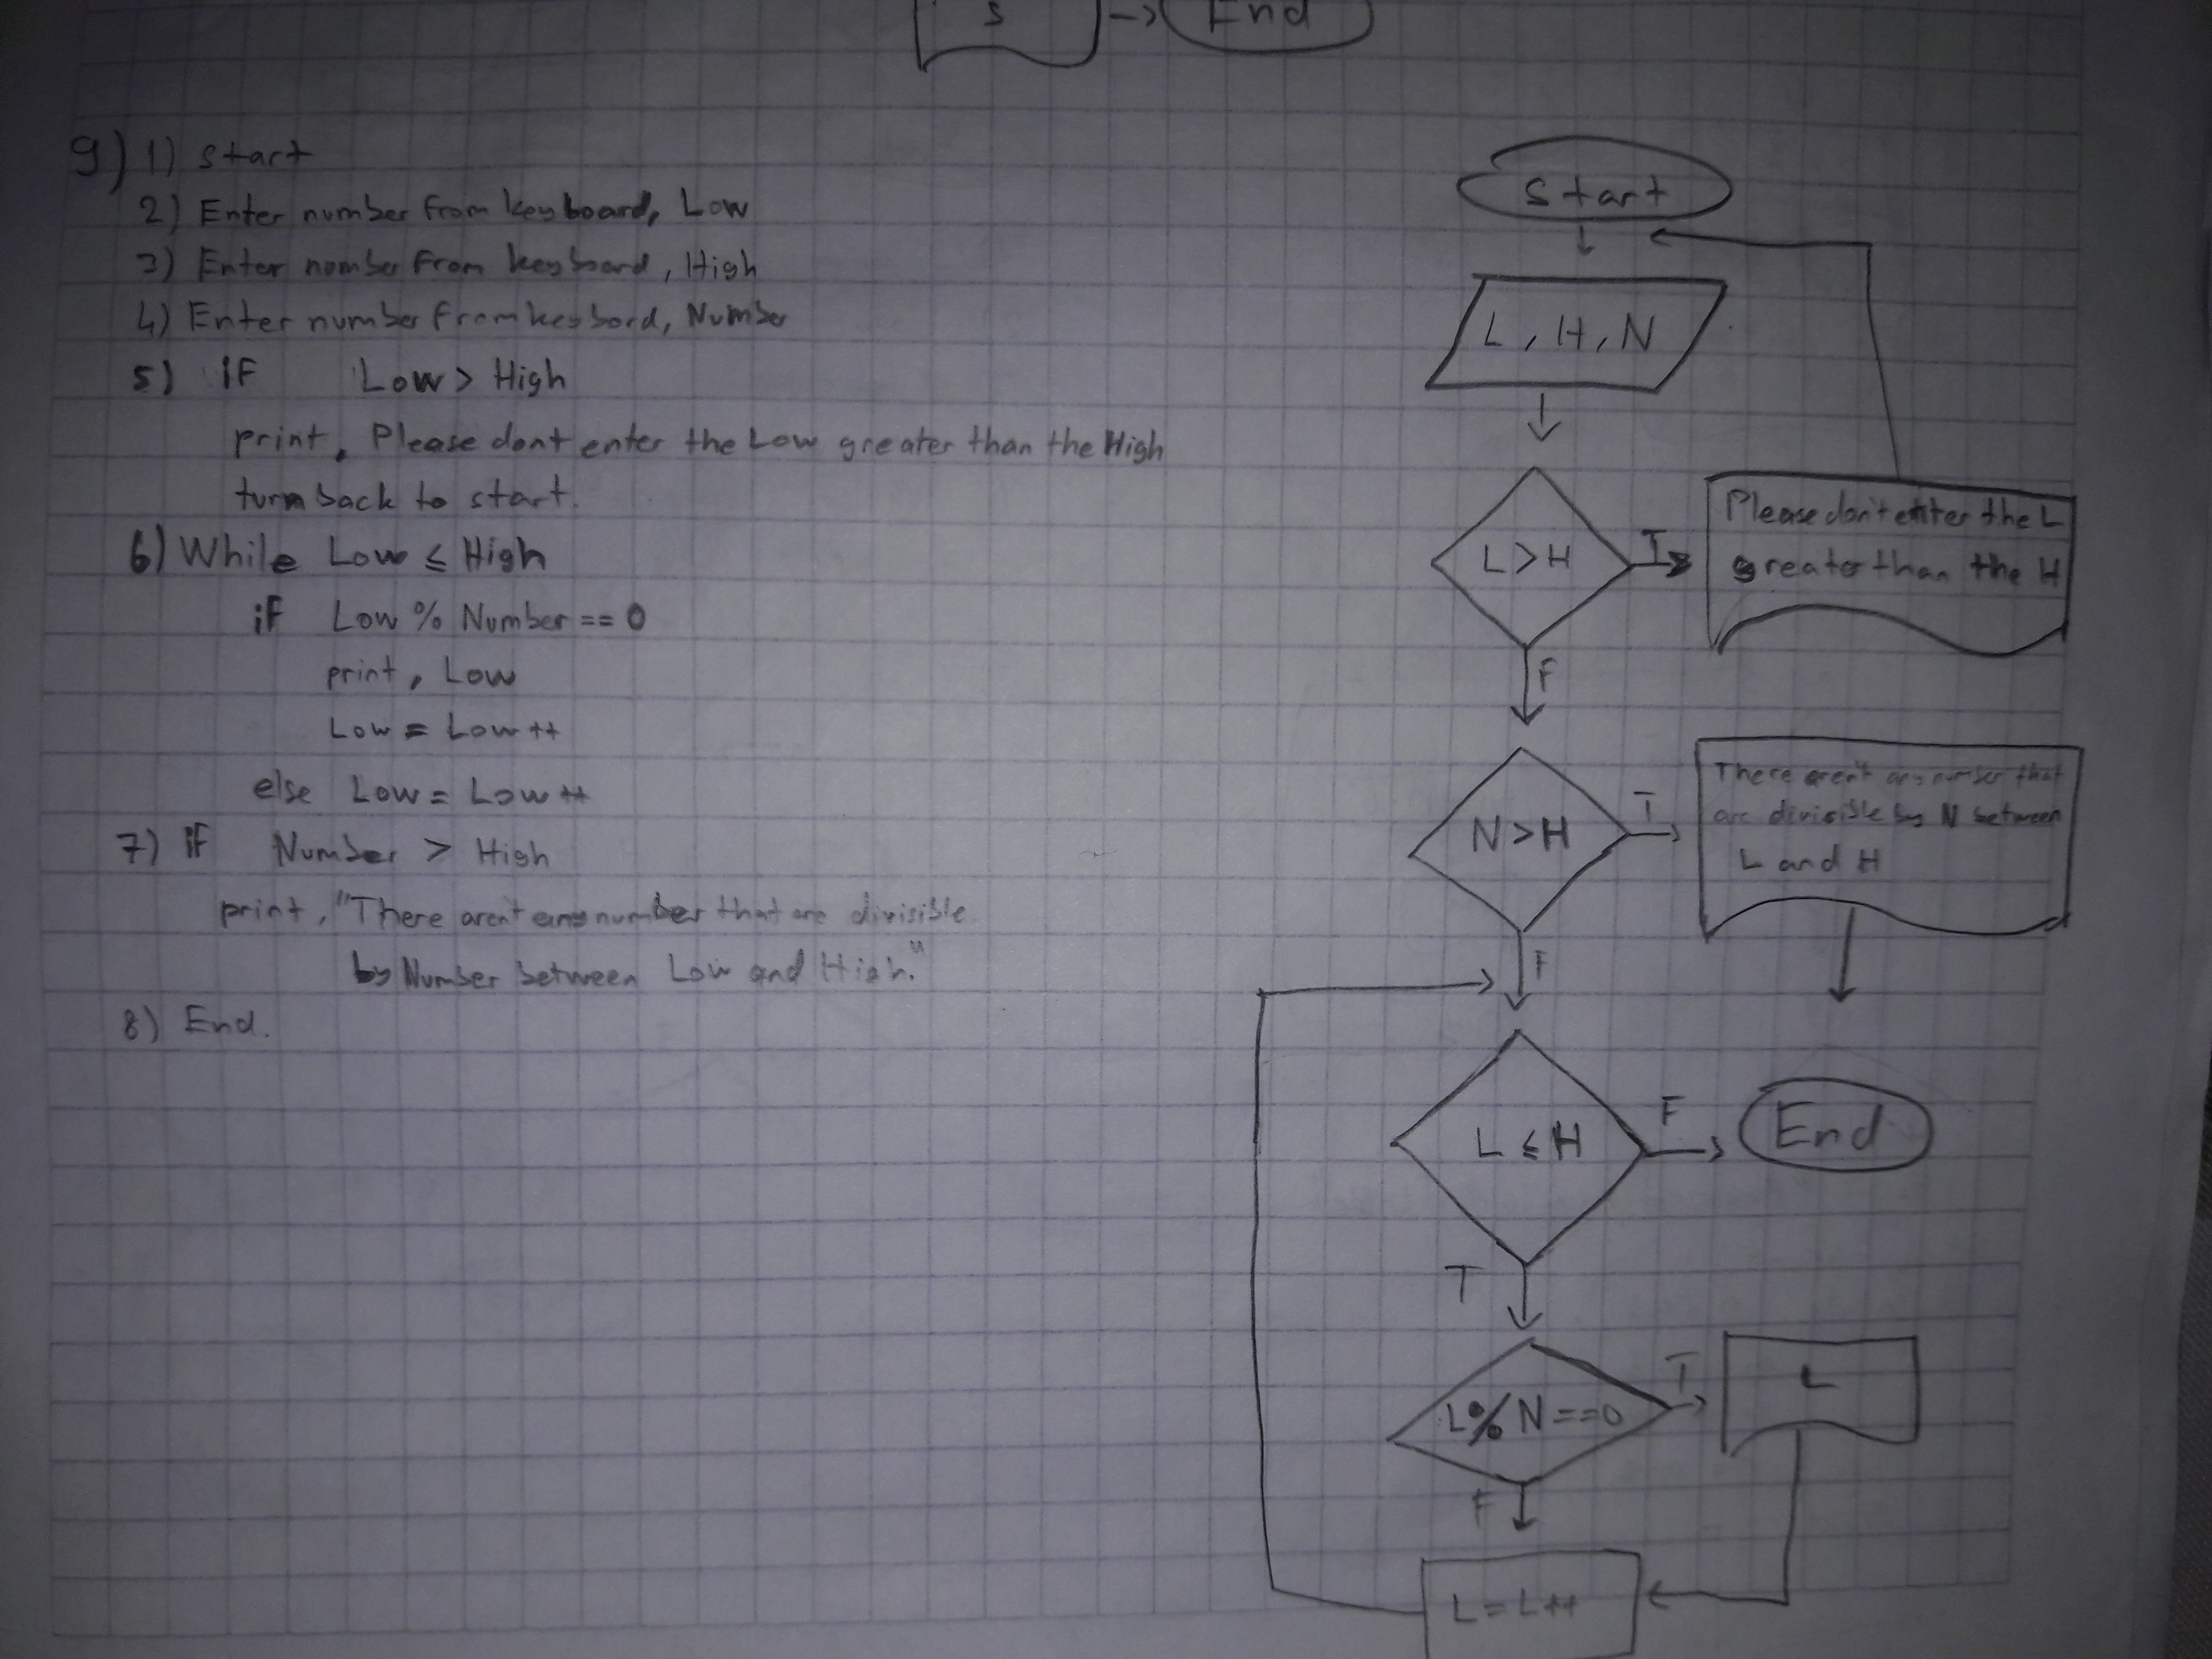 s
End
9) 1) Start
2) Enter number from keyboard, Low
3) Enter number from keyboard, High
4) Enter number from keybord, Number
5) if Low > High
print, Please dont enter the Low greater than the High
turn back to start.
6) While Low ≤ High
if Low % Number == 0
print, Low
Low = Low ++
else Low = Low ++
7) if Number > High
print, "There aren't any number that are divisible
by Number between Low and High."
8) End.
Start
L, H, N
L > H
T
Please don't enter the L
greater than the H
F
N > H
T
There aren't any number that
are divisible by N between
L and H
F
L ≤ H
F
End
T
L % N == 0
T
L
F
L = L++